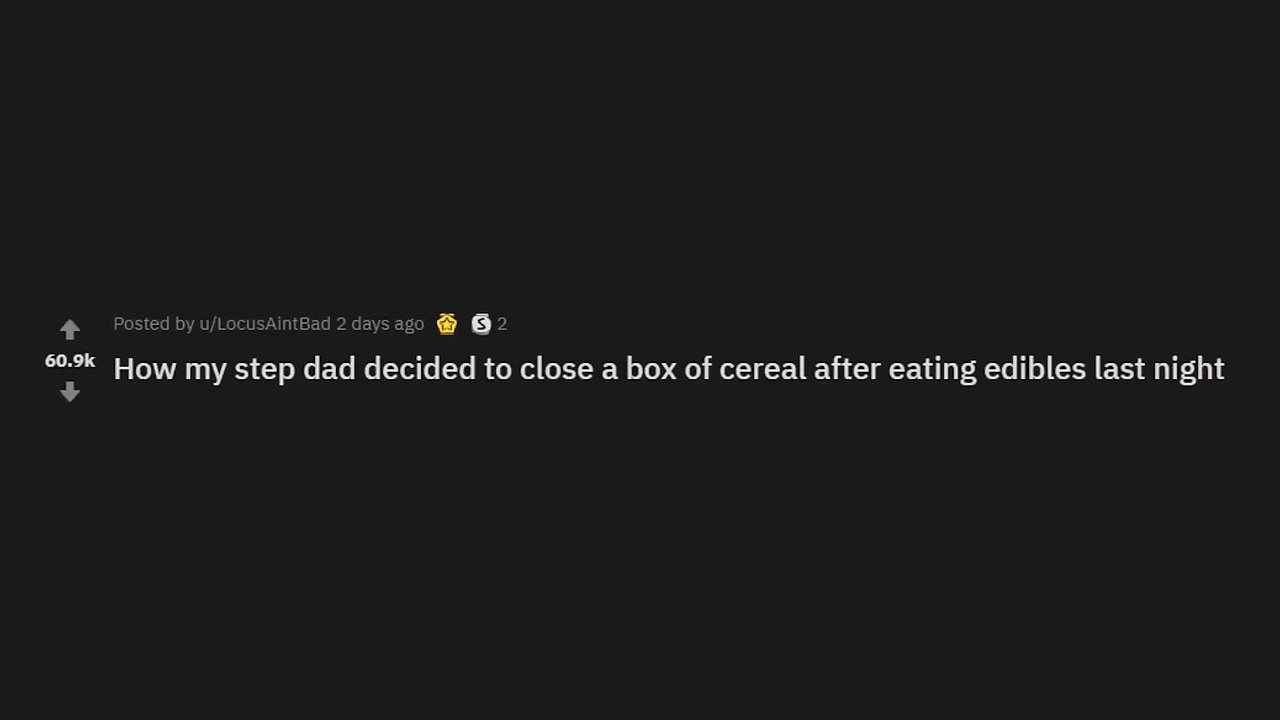 Posted by u/LocusAintBad 2 days ago S 2
60.9k
How my step dad decided to close a box of cereal after eating edibles last night